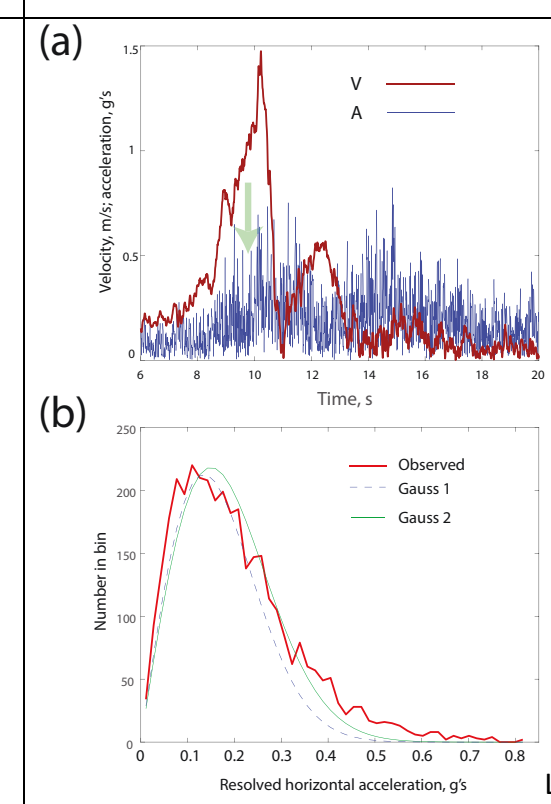 (a)
1.5
1
0.5
0
Velocity, m/s; acceleration, g's
V
A
6 8 10 12 14 16 18 20
Time, s
(b)
250
200
150
100
50
0
Number in bin
Observed
Gauss 1
Gauss 2
0 0.1 0.2 0.3 0.4 0.5 0.6 0.7 0.8
Resolved horizontal acceleration, g's